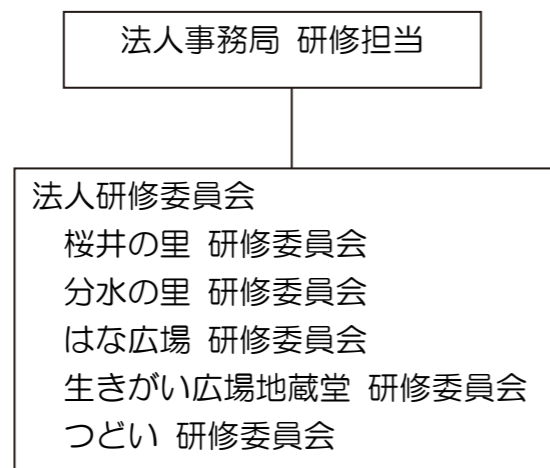 法人事務局 研修担当
法人研修委員会
桜井の里 研修委員会
分水の里 研修委員会
はな広場 研修委員会
生きがい広場地蔵堂 研修委員会
つどい 研修委員会